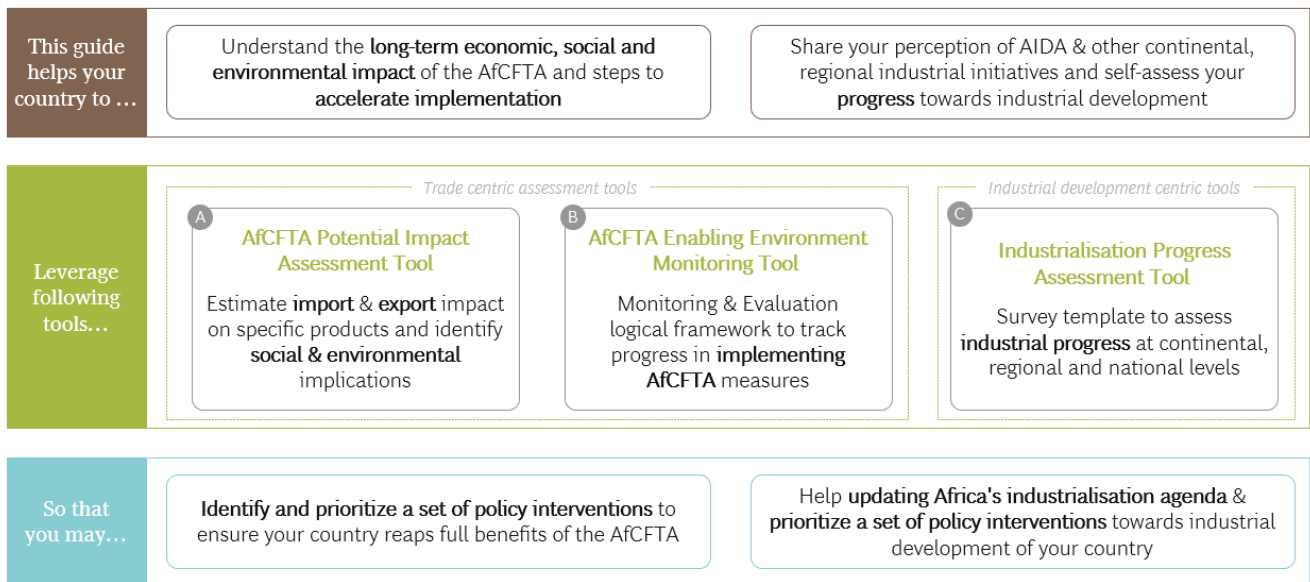 This guide
helps your
country to …
Understand the long-term economic, social and
environmental impact of the AfCFTA and steps to
accelerate implementation
Share your perception of AIDA & other continental,
regional industrial initiatives and self-assess your
progress towards industrial development
Leverage
following
tools…
Trade centric assessment tools
A
AfCFTA Potential Impact
Assessment Tool
Estimate import & export impact
on specific products and identify
social & environmental
implications
B
AfCFTA Enabling Environment
Monitoring Tool
Monitoring & Evaluation
logical framework to track
progress in implementing
AfCFTA measures
Industrial development centric tools
C
Industrialisation Progress
Assessment Tool
Survey template to assess
industrial progress at continental,
regional and national levels
So that
you may…
Identify and prioritize a set of policy interventions to
ensure your country reaps full benefits of the AfCFTA
Help updating Africa's industrialisation agenda &
prioritize a set of policy interventions towards industrial
development of your country